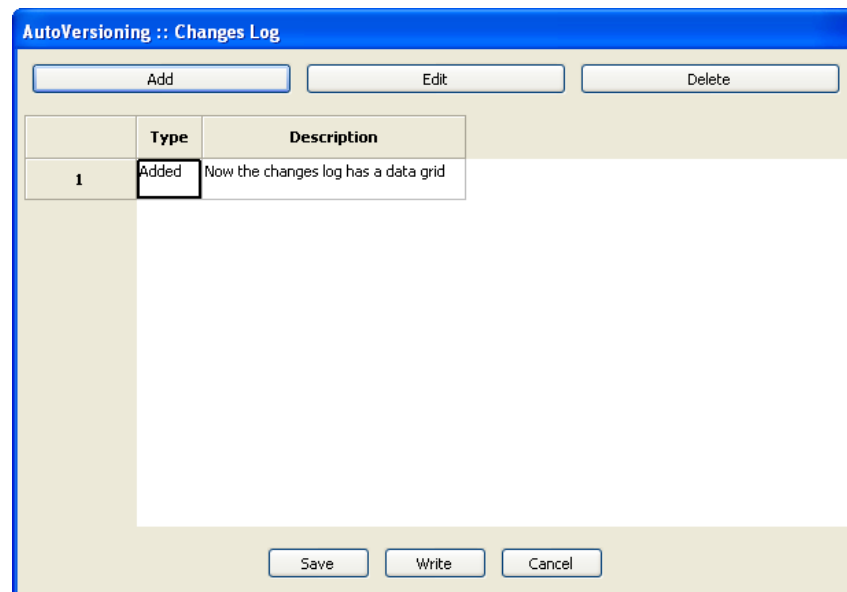 AutoVersioning :: Changes Log
Add Edit Delete
Type Description
1 Added Now the changes log has a data grid
Save Write Cancel